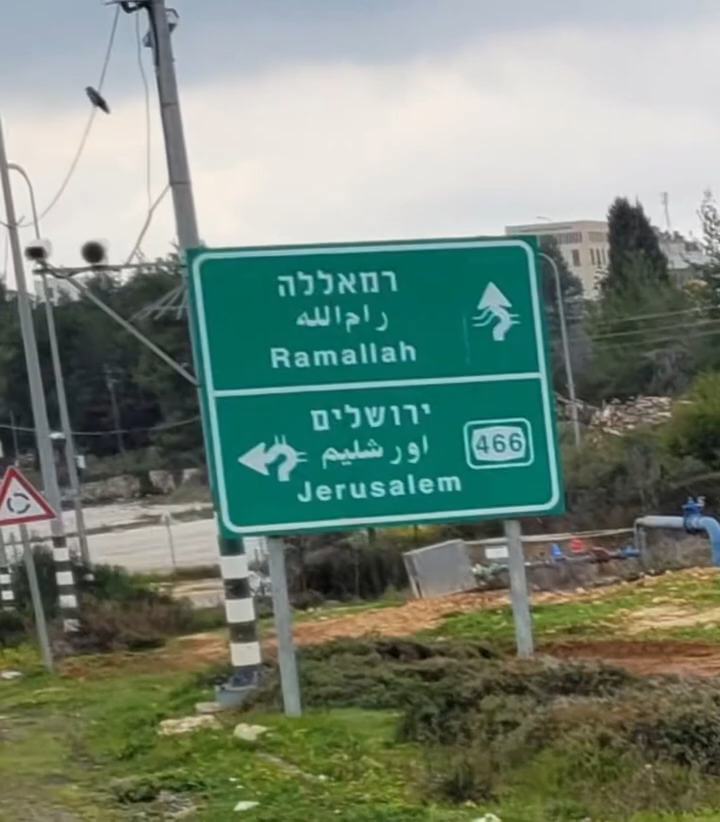 רמאללה
رام الله
Ramallah
ירושלים
اورشليم
466
Jerusalem